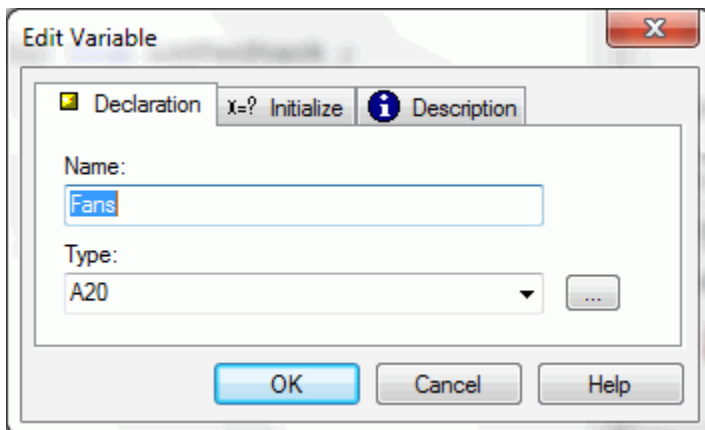 Edit Variable
Declaration
x=? Initialize
Description
Name:
Fans
Type:
A20
...
OK Cancel Help